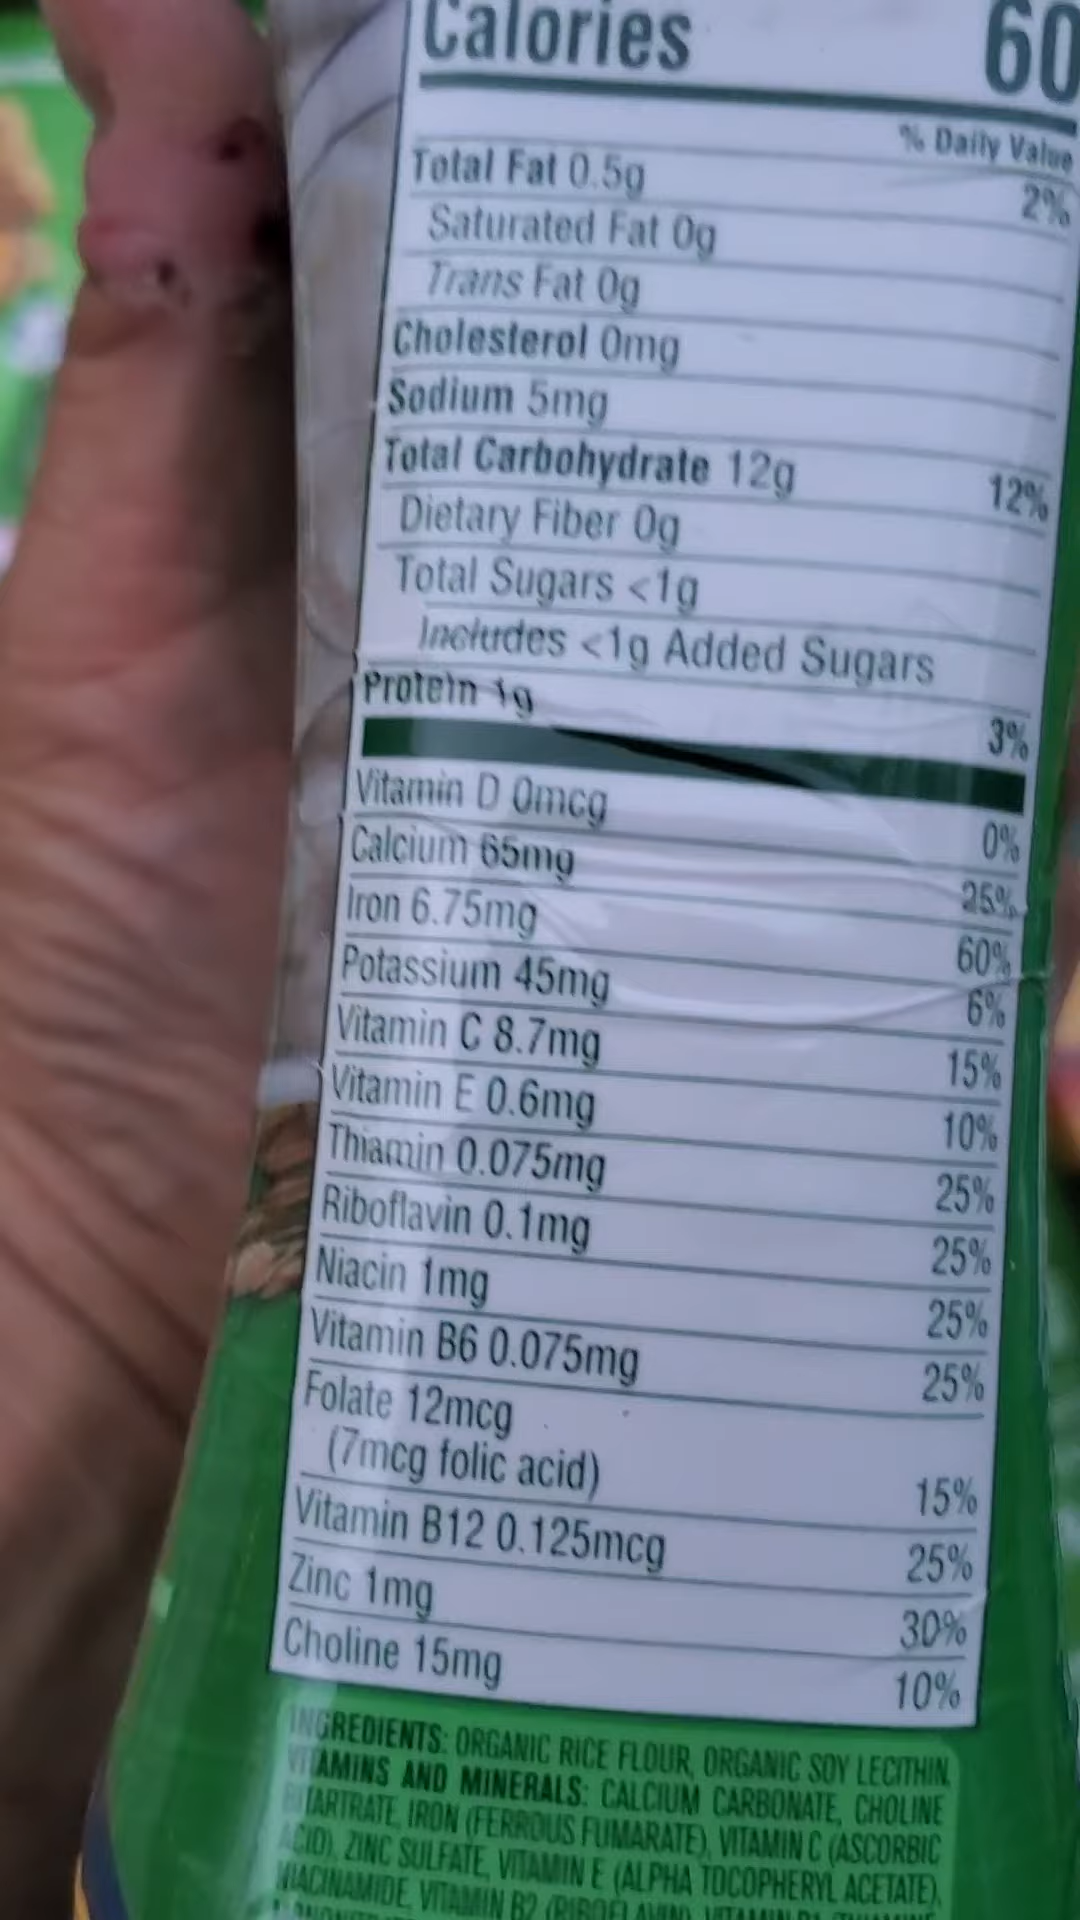 Calories 60
% Daily Value
Total Fat 0.5g 2%
Saturated Fat 0g
Trans Fat 0g
Cholesterol 0mg
Sodium 5mg
Total Carbohydrate 12g 12%
Dietary Fiber 0g
Total Sugars <1g
Includes <1g Added Sugars
Protein 1g 3%
Vitamin D 0mcg 0%
Calcium 65mg 25%
Iron 6.75mg 60%
Potassium 45mg 6%
Vitamin C 8.7mg 15%
Vitamin E 0.6mg 10%
Thiamin 0.075mg 25%
Riboflavin 0.1mg 25%
Niacin 1mg 25%
Vitamin B6 0.075mg 25%
Folate 12mcg
(7mcg folic acid) 15%
Vitamin B12 0.125mcg 25%
Zinc 1mg 30%
Choline 15mg 10%
INGREDIENTS: ORGANIC RICE FLOUR, ORGANIC SOY LECITHIN,
VITAMINS AND MINERALS: CALCIUM CARBONATE, CHOLINE
BITARTRATE, IRON (FERROUS FUMARATE), VITAMIN C (ASCORBIC
ACID), ZINC SULFATE, VITAMIN E (ALPHA TOCOPHERYL ACETATE),
NIACINAMIDE, VITAMIN B2 (RIBOFLAVIN), VITAMIN